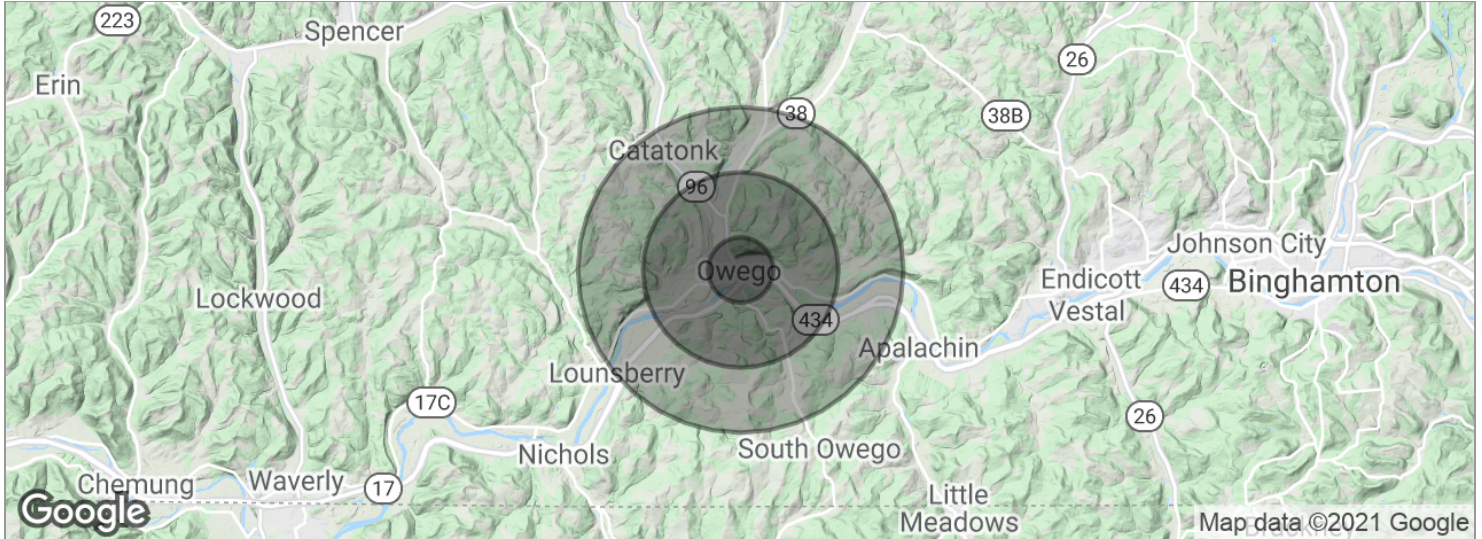 223
Spencer
26
Erin
38
38B
Catatonk
96
Johnson City
Owego
Endicott
Vestal
434
Binghamton
Lockwood
434
Apalachin
Lounsberry
17C
26
Nichols
South Owego
Chemung
Waverly
17
Little
Meadows
Google
Map data ©2021 Google